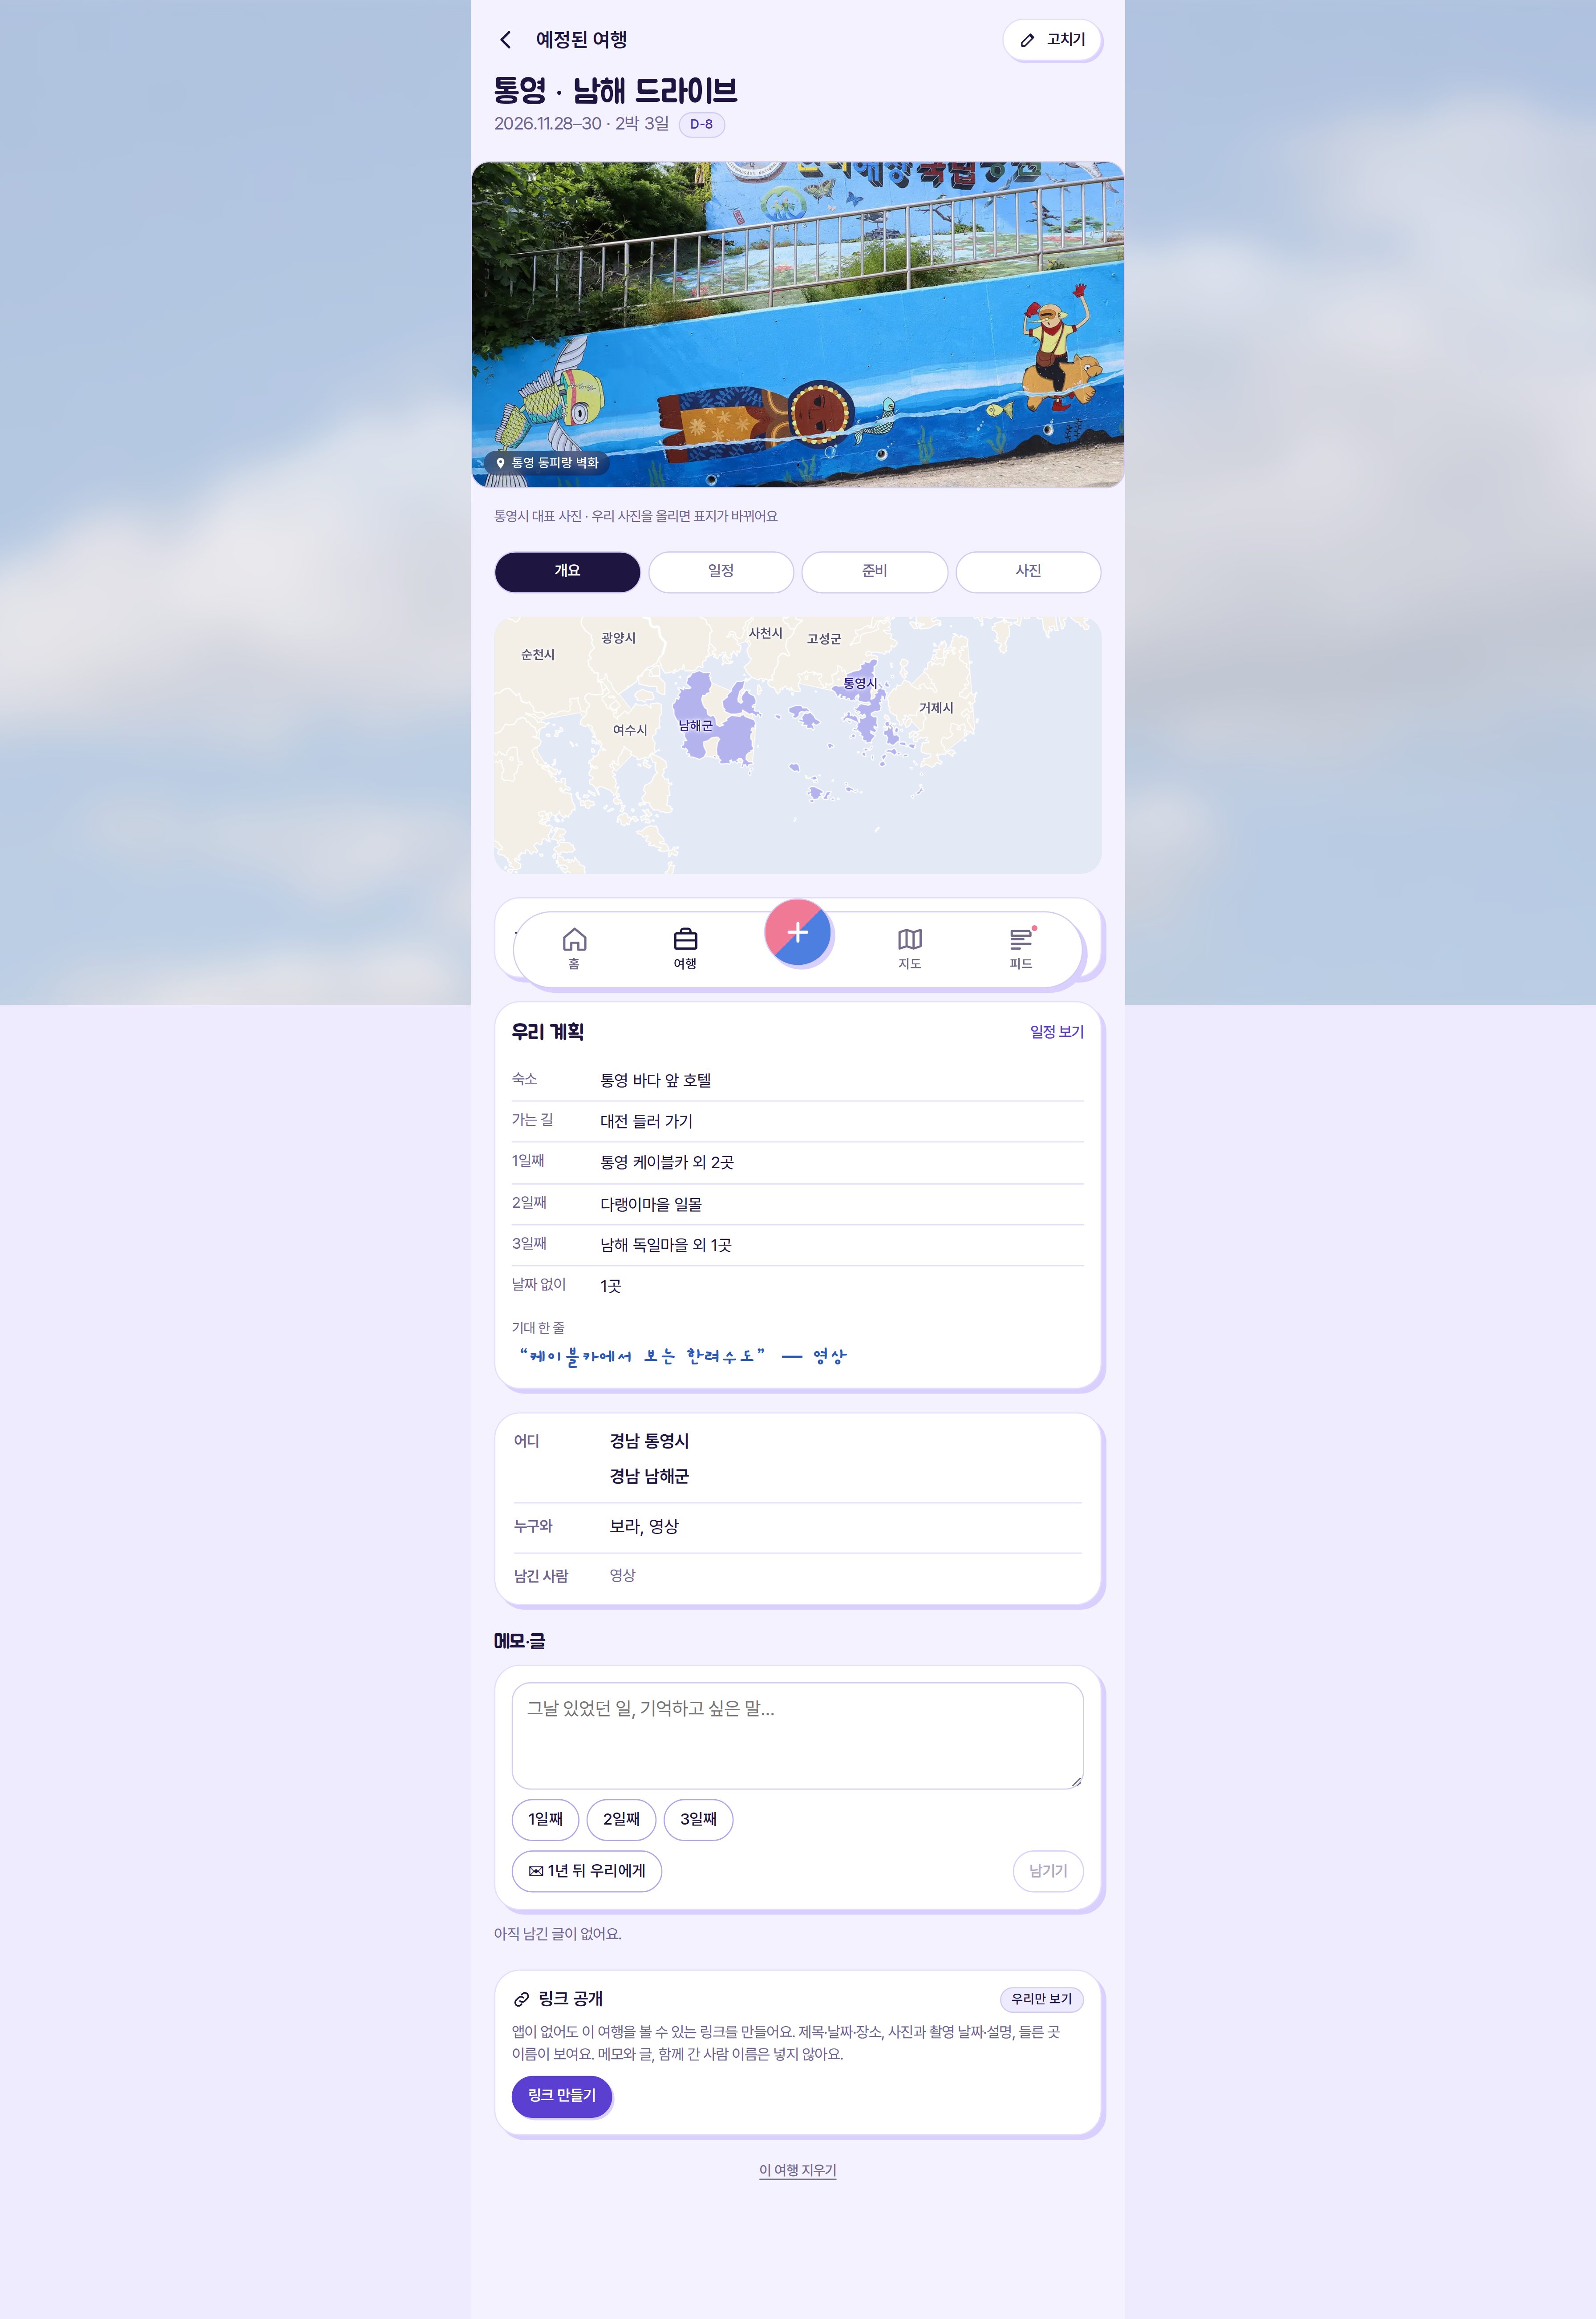 예정된 여행
고치기
통영 · 남해 드라이브
2026.11.28–30 · 2박 3일 D-8
통영 동피랑 벽화
통영시 대표 사진 · 우리 사진을 올리면 표지가 바뀌어요
개요 일정 준비 사진
사천시
광양시
고성군
순천시
통영시
거제시
남해군
여수시
홈 여행 지도 피드
우리 계획 일정 보기
숙소 통영 바다 앞 호텔
가는 길 대전 들러 가기
1일째 통영 케이블카 외 2곳
2일째 다랭이마을 일몰
3일째 남해 독일마을 외 1곳
날짜 없이 1곳
기대 한 줄
“케이블카에서 보는 한려수도” — 영상
어디 경남 통영시
경남 남해군
누구와 보라, 영상
남긴 사람 영상
메모·글
그날 있었던 일, 기억하고 싶은 말…
1일째 2일째 3일째
✉ 1년 뒤 우리에게 남기기
아직 남긴 글이 없어요.
링크 공개 우리만 보기
앱이 없어도 이 여행을 볼 수 있는 링크를 만들어요. 제목·날짜·장소, 사진과 촬영 날짜·설명, 들른 곳
이름이 보여요. 메모와 글, 함께 간 사람 이름은 넣지 않아요.
링크 만들기
이 여행 지우기